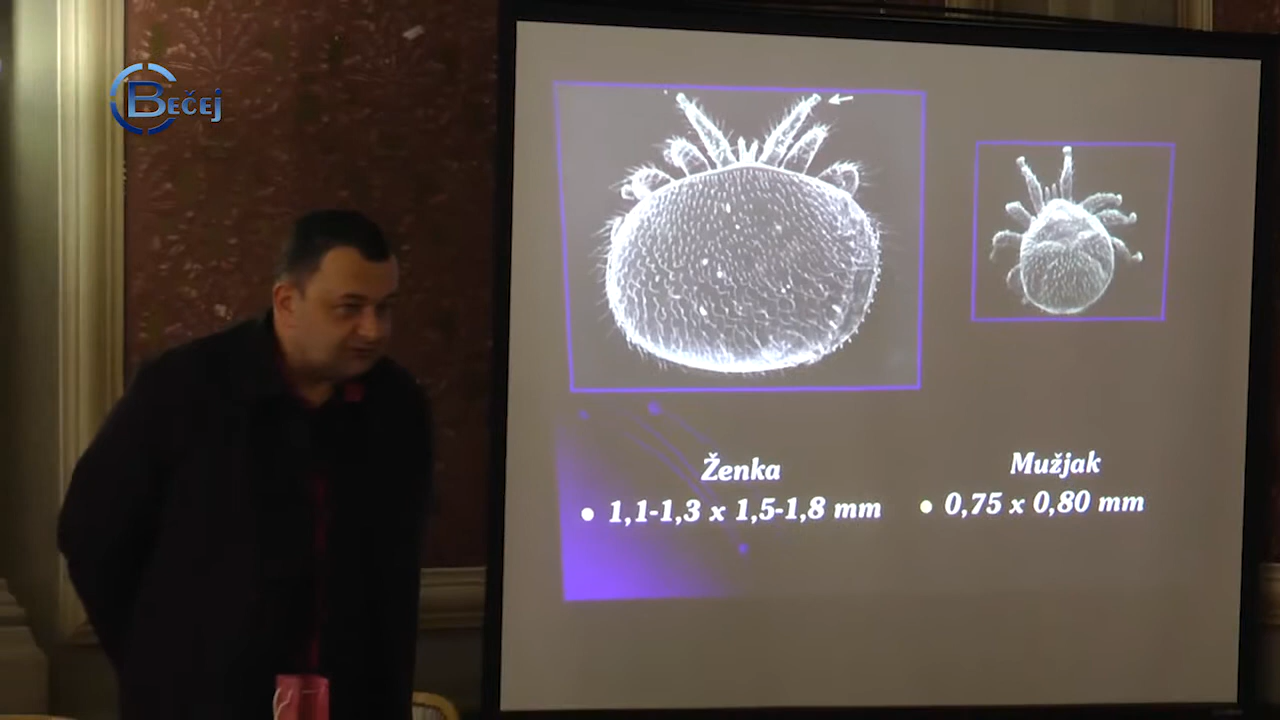 Bečej
Ženka
• 1,1-1,3 x 1,5-1,8 mm
Mužjak
• 0,75 x 0,80 mm